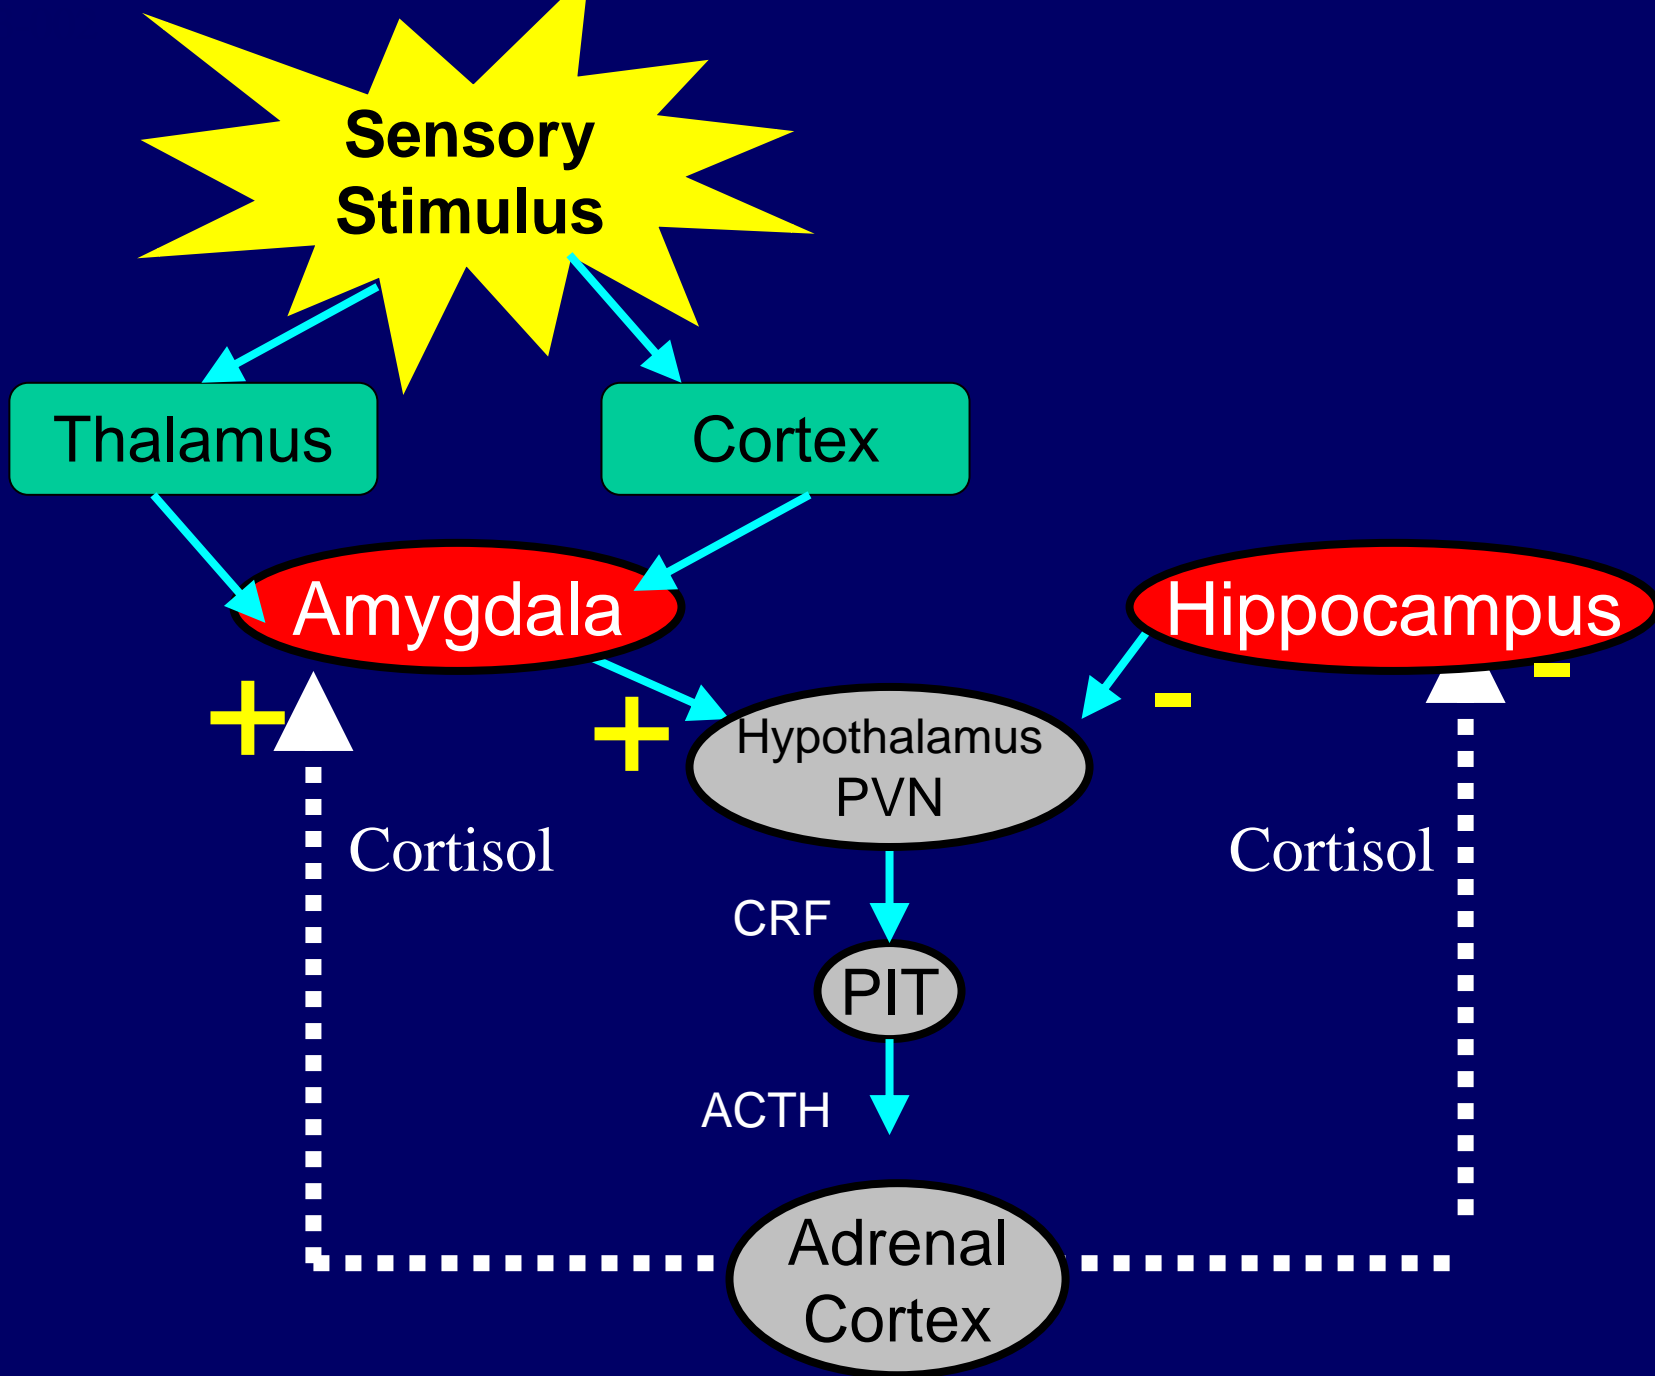 Sensory
Stimulus
Thalamus
Cortex
Amygdala
Hippocampus
+
+
-
-
Hypothalamus
PVN
Cortisol
Cortisol
CRF
PIT
ACTH
Adrenal
Cortex